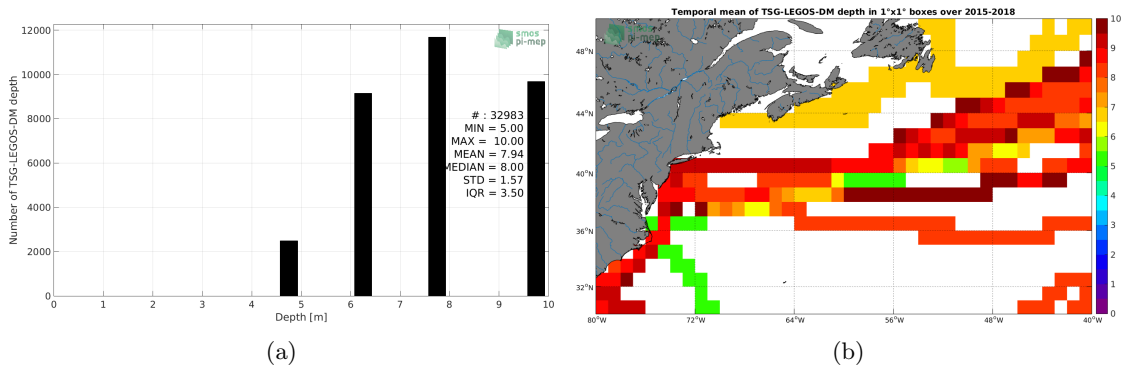 12000
10000
8000
6000
4000
2000
0
Number of TSG-LEGOS-DM depth
smos
pi-mep
# : 32983
MIN = 5.00
MAX = 10.00
MEAN = 7.94
MEDIAN = 8.00
STD = 1.57
IQR = 3.50
0 1 2 3 4 5 6 7 8 9 10
Depth [m]
(a)
Temporal mean of TSG-LEGOS-DM depth in 1°x1° boxes over 2015-2018
smos
pi-mep
48°N
44°N
40°N
36°N
32°N
80°W 72°W 64°W 56°W 48°W 40°W
10
9
8
7
6
5
4
3
2
1
0
(b)